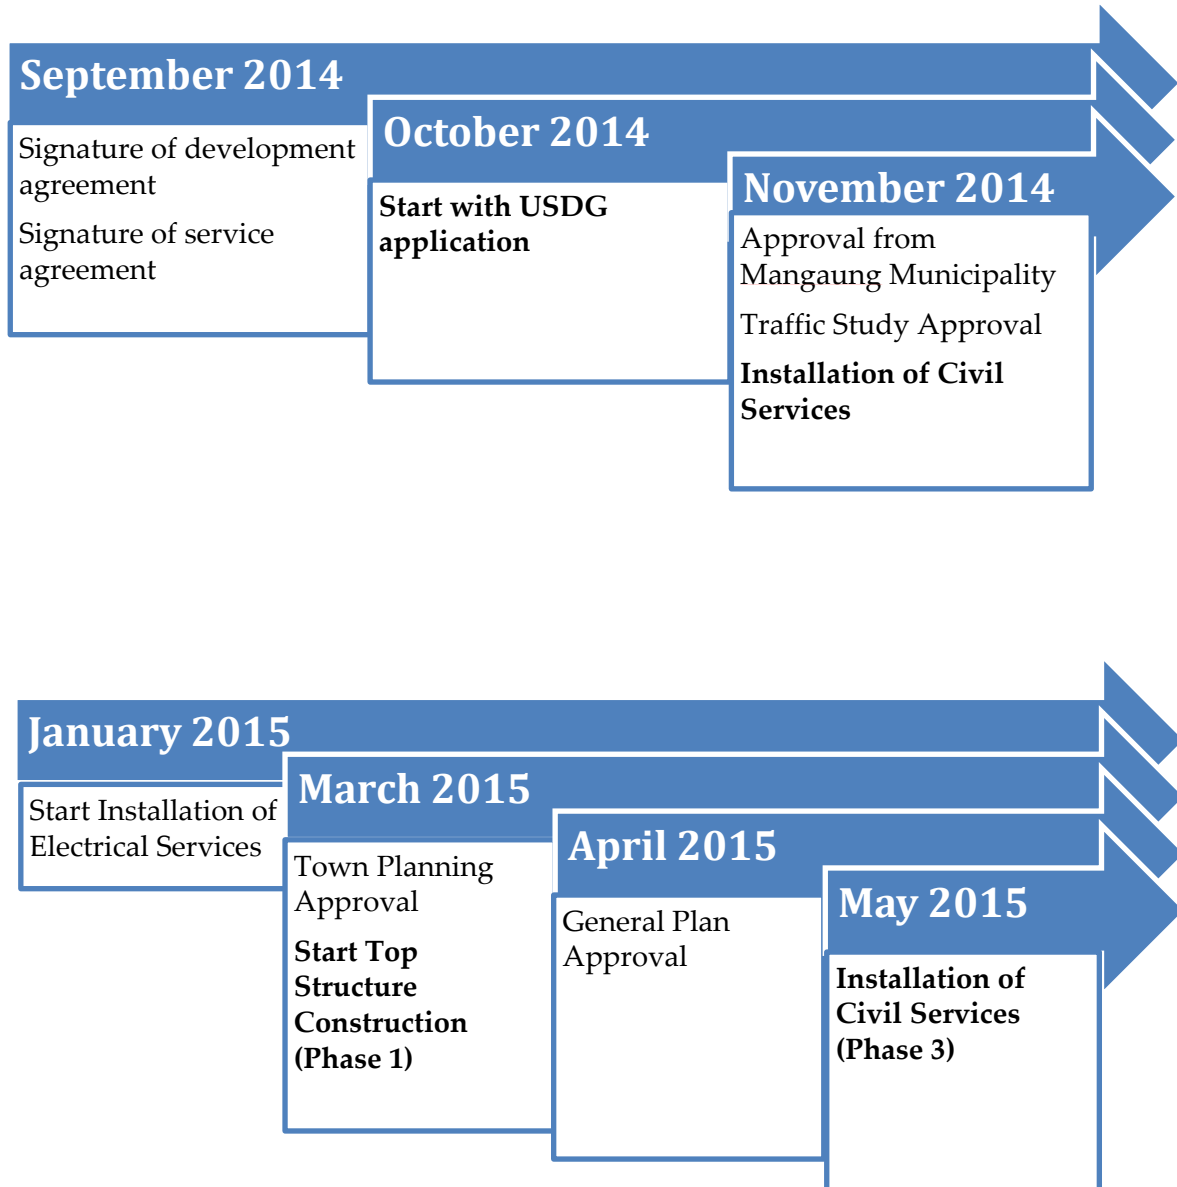 September 2014
Signature of development
agreement
Signature of service
agreement
October 2014
Start with USDG
application
November 2014
Approval from
Mangaung Municipality
Traffic Study Approval
Installation of Civil
Services
January 2015
Start Installation of
Electrical Services
March 2015
Town Planning
Approval
Start Top
Structure
Construction
(Phase 1)
April 2015
General Plan
Approval
May 2015
Installation of
Civil Services
(Phase 3)